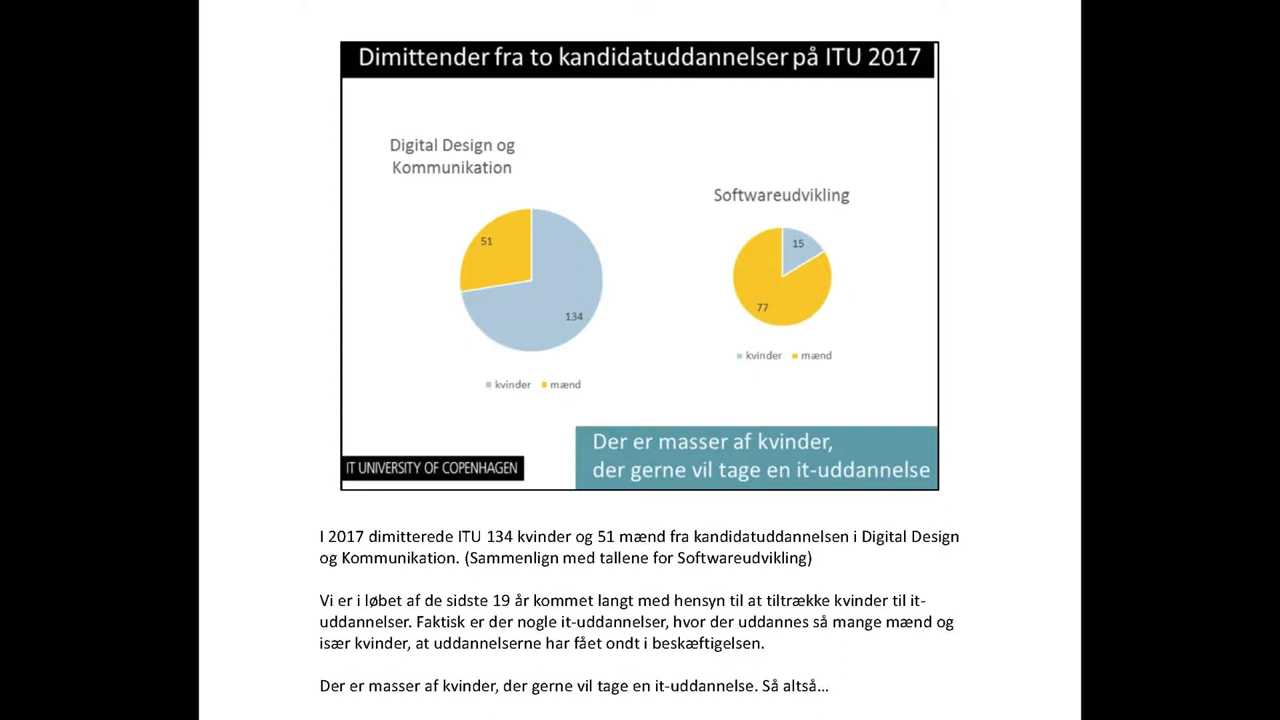 Dimittender fra to kandidatuddannelser på ITU 2017
Digital Design og
Kommunikation
51
134
kvinder mænd
Softwareudvikling
15
77
kvinder mænd
Der er masser af kvinder,
der gerne vil tage en it-uddannelse
IT UNIVERSITY OF COPENHAGEN
I 2017 dimitterede ITU 134 kvinder og 51 mænd fra kandidatuddannelsen i Digital Design
og Kommunikation. (Sammenlign med tallene for Softwareudvikling)
Vi er i løbet af de sidste 19 år kommet langt med hensyn til at tiltrække kvinder til it-
uddannelser. Faktisk er der nogle it-uddannelser, hvor der uddannes så mange mænd og
især kvinder, at uddannelserne har fået ondt i beskæftigelsen.
Der er masser af kvinder, der gerne vil tage en it-uddannelse. Så altså…